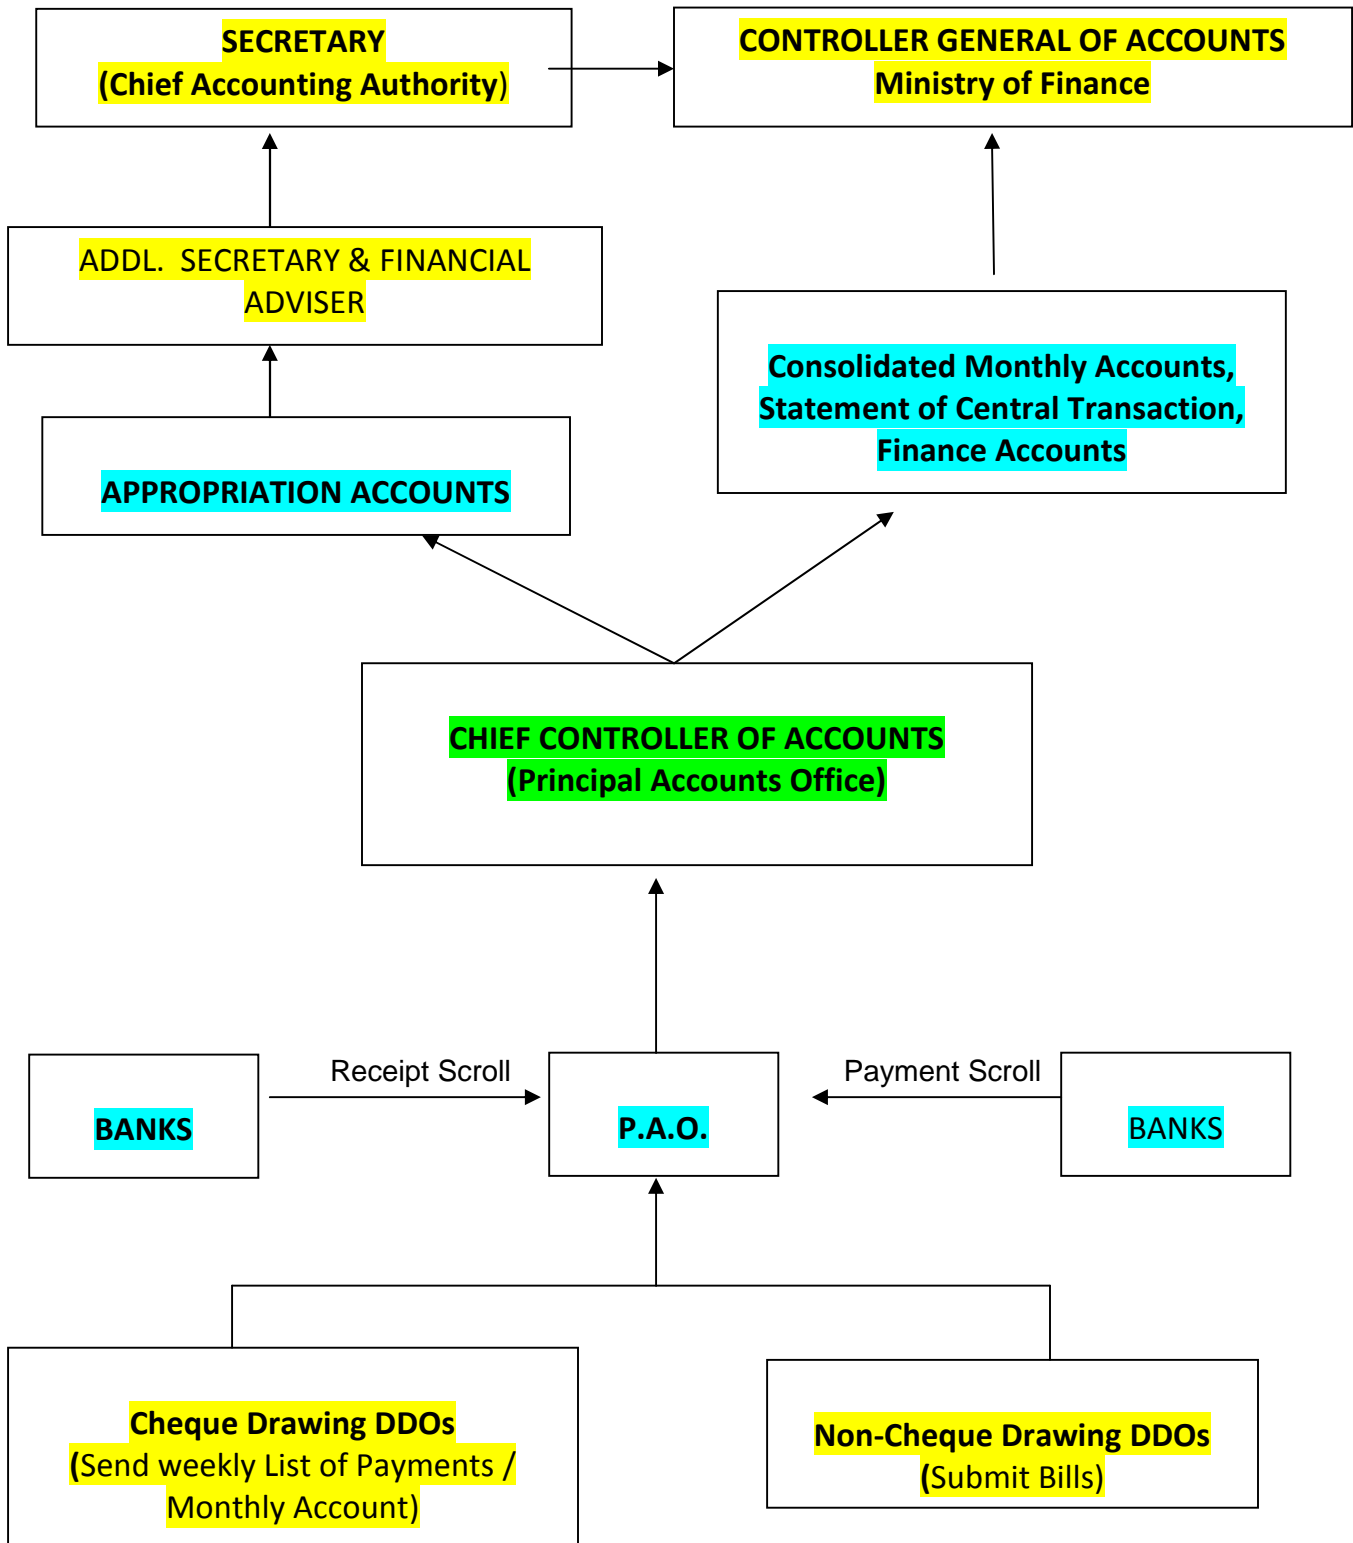 SECRETARY
(Chief Accounting Authority)
CONTROLLER GENERAL OF ACCOUNTS
Ministry of Finance
ADDL. SECRETARY & FINANCIAL
ADVISER
Consolidated Monthly Accounts,
Statement of Central Transaction,
Finance Accounts
APPROPRIATION ACCOUNTS
CHIEF CONTROLLER OF ACCOUNTS
(Principal Accounts Office)
Receipt Scroll
Payment Scroll
BANKS
P.A.O.
BANKS
Cheque Drawing DDOs
(Send weekly List of Payments /
Monthly Account)
Non-Cheque Drawing DDOs
(Submit Bills)